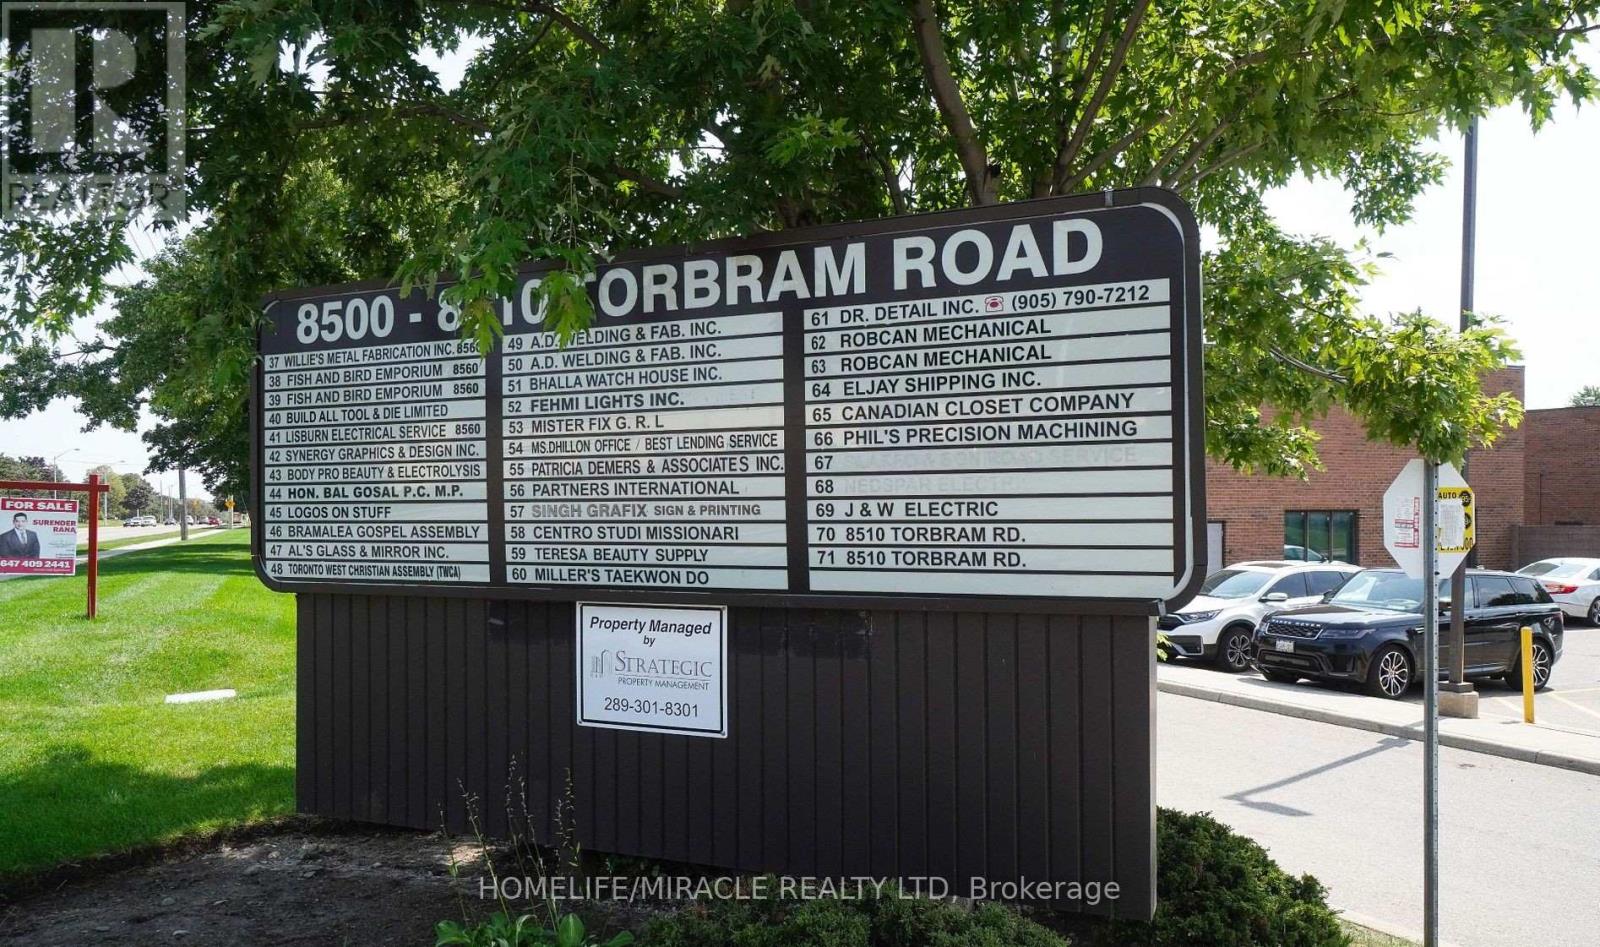 REALTOR
8500 - 8 10 TORBRAM ROAD
37 WILLIE'S METAL FABRICATION INC. 8560
38 FISH AND BIRD EMPORIUM 8560
39 FISH AND BIRD EMPORIUM 8560
40 BUILD ALL TOOL & DIE LIMITED
41 LISBURN ELECTRICAL SERVICE 8560
42 SYNERGY GRAPHICS & DESIGN INC.
43 BODY PRO BEAUTY & ELECTROLYSIS
44 HON. BAL GOSAL P.C. M.P.
45 LOGOS ON STUFF
46 BRAMALEA GOSPEL ASSEMBLY
47 AL'S GLASS & MIRROR INC.
48 TORONTO WEST CHRISTIAN ASSEMBLY (TWCA)
49 A.D. WELDING & FAB. INC.
50 A.D. WELDING & FAB. INC.
51 BHALLA WATCH HOUSE INC.
52 FEHMI LIGHTS INC.
53 MISTER FIX G. R. L
54 MS.DHILLON OFFICE / BEST LENDING SERVICE
55 PATRICIA DEMERS & ASSOCIATES INC.
56 PARTNERS INTERNATIONAL
57 SINGH GRAFIX SIGN & PRINTING
58 CENTRO STUDI MISSIONARI
59 TERESA BEAUTY SUPPLY
60 MILLER'S TAEKWON DO
61 DR. DETAIL INC. (905) 790-7212
62 ROBCAN MECHANICAL
63 ROBCAN MECHANICAL
64 ELJAY SHIPPING INC.
65 CANADIAN CLOSET COMPANY
66 PHIL'S PRECISION MACHINING
67
68 NEDSPAR ELECTR
69 J & W ELECTRIC
70 8510 TORBRAM RD.
71 8510 TORBRAM RD.
Property Managed
by
STRATEGIC
PROPERTY MANAGEMENT
289-301-8301
FOR SALE
SURENDER
RANA
647 409 2441
AUTO
RANGE ROVER
HOMELIFE/MIRACLE REALTY LTD, Brokerage